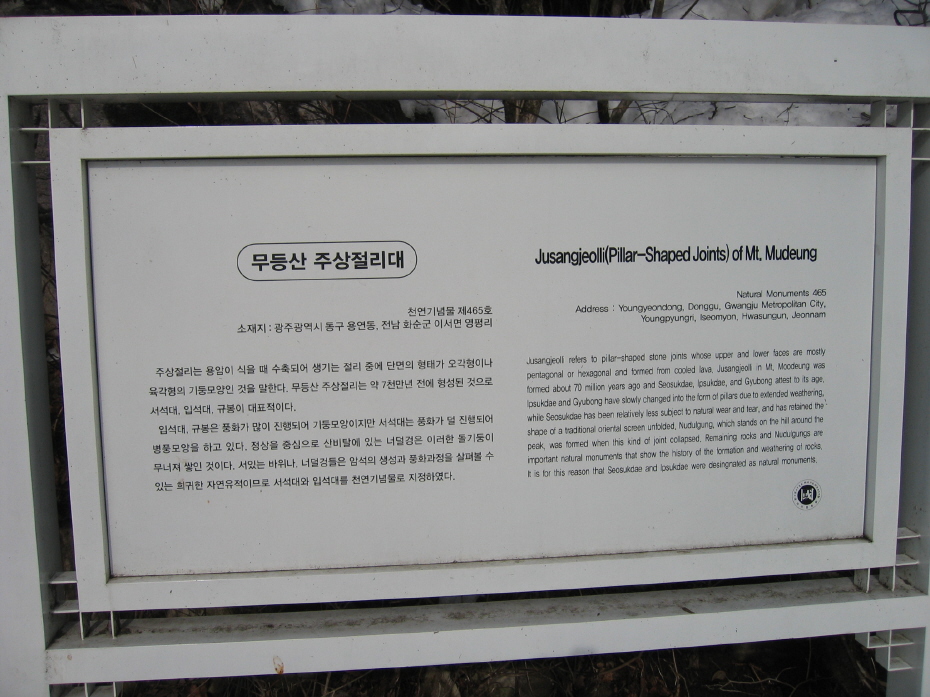 무등산 주상절리대
천연기념물 제465호
소재지 : 광주광역시 동구 용연동, 전남 화순군 이서면 영평리
주상절리는 용암이 식을 때 수축되어 생기는 절리 중에 단면의 형태가 오각형이나
육각형의 기둥모양인 것을 말한다. 무등산 주상절리는 약 7천만년 전에 형성된 것으로
서석대, 입석대, 규봉이 대표적이다.
입석대, 규봉은 풍화가 많이 진행되어 기둥모양이지만 서석대는 풍화가 덜 진행되어
병풍모양을 하고 있다. 정상을 중심으로 산비탈에 있는 너덜겅은 이러한 돌기둥이
무너져 쌓인 것이다. 서있는 바위나, 너덜겅들은 암석의 생성과 풍화과정을 살펴볼 수
있는 희귀한 자연유적이므로 서석대와 입석대를 천연기념물로 지정하였다.
Jusangjeolli(Pillar-Shaped Joints) of Mt. Mudeung
Natural Monuments 465
Address : Youngyeondong, Donggu, Gwangju Metropolitan City,
Youngpyungri, Iseomyon, Hwasungun, Jeonnam
Jusangjeolli refers to pillar-shaped stone joints whose upper and lower faces are mostly
pentagonal or hexagonal and formed from cooled lava. Jusangjeolli in Mt. Moodeung was
formed about 70 million years ago and Seosukdae, Ipsukdae, and Gyubong attest to its age.
Ipsukdae and Gyubong have slowly changed into the form of pillars due to extended weathering,
while Seosukdae has been relatively less subject to natural wear and tear, and has retained the
shape of a traditional oriental screen unfolded. Nudulgung, which stands on the hill around the
peak, was formed when this kind of joint collapsed. Remaining rocks and Nudulgungs are
important natural monuments that show the history of the formation and weathering of rocks.
It is for this reason that Seosukdae and Ipsukdae were desingnated as natural monuments.